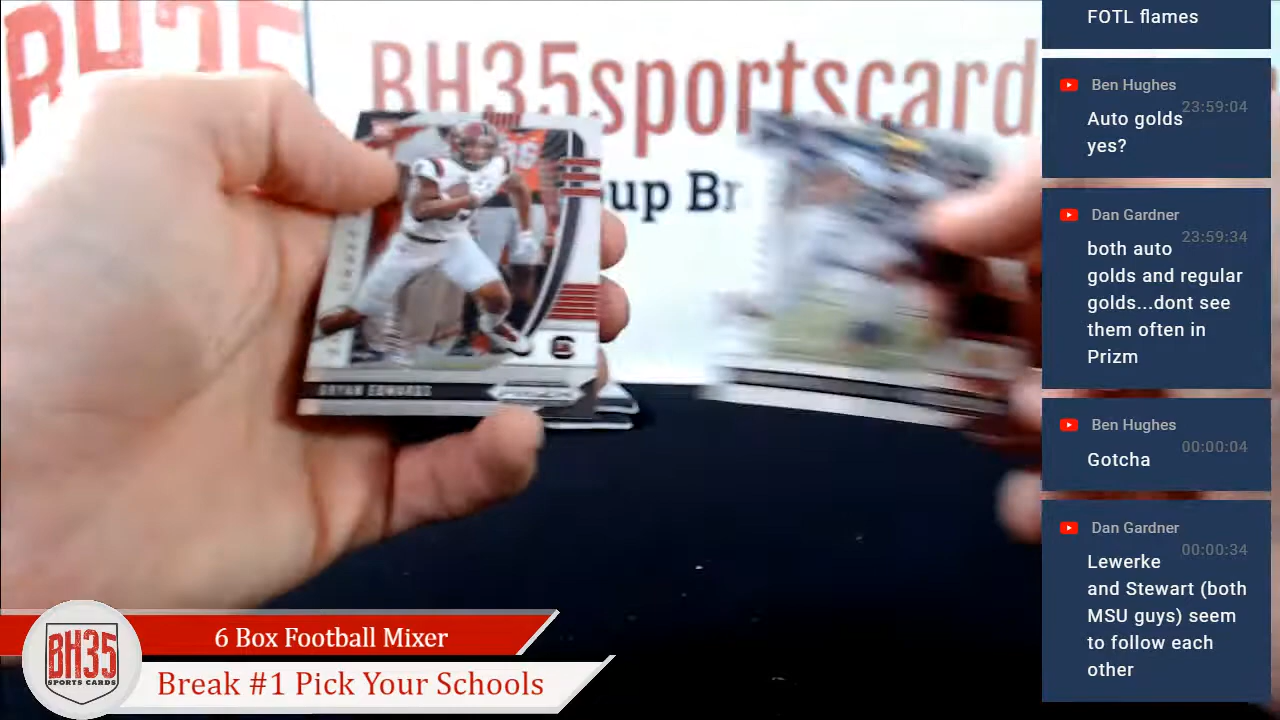 BH35
BH35sportscard
oup Br
BRYAN EDWARDS
PRIZM
FOTL flames
Ben Hughes
23:59:04
Auto golds
yes?
Dan Gardner
23:59:34
both auto
golds and regular
golds...dont see
them often in
Prizm
Ben Hughes
00:00:04
Gotcha
Dan Gardner
00:00:34
Lewerke
and Stewart (both
MSU guys) seem
to follow each
other
BH35
SPORTS CARDS
6 Box Football Mixer
Break #1 Pick Your Schools